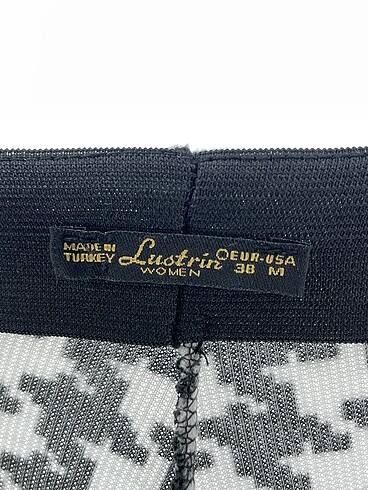 MADE IN
TURKEY
Lustrin
WOMEN
EUR-USA
38 M